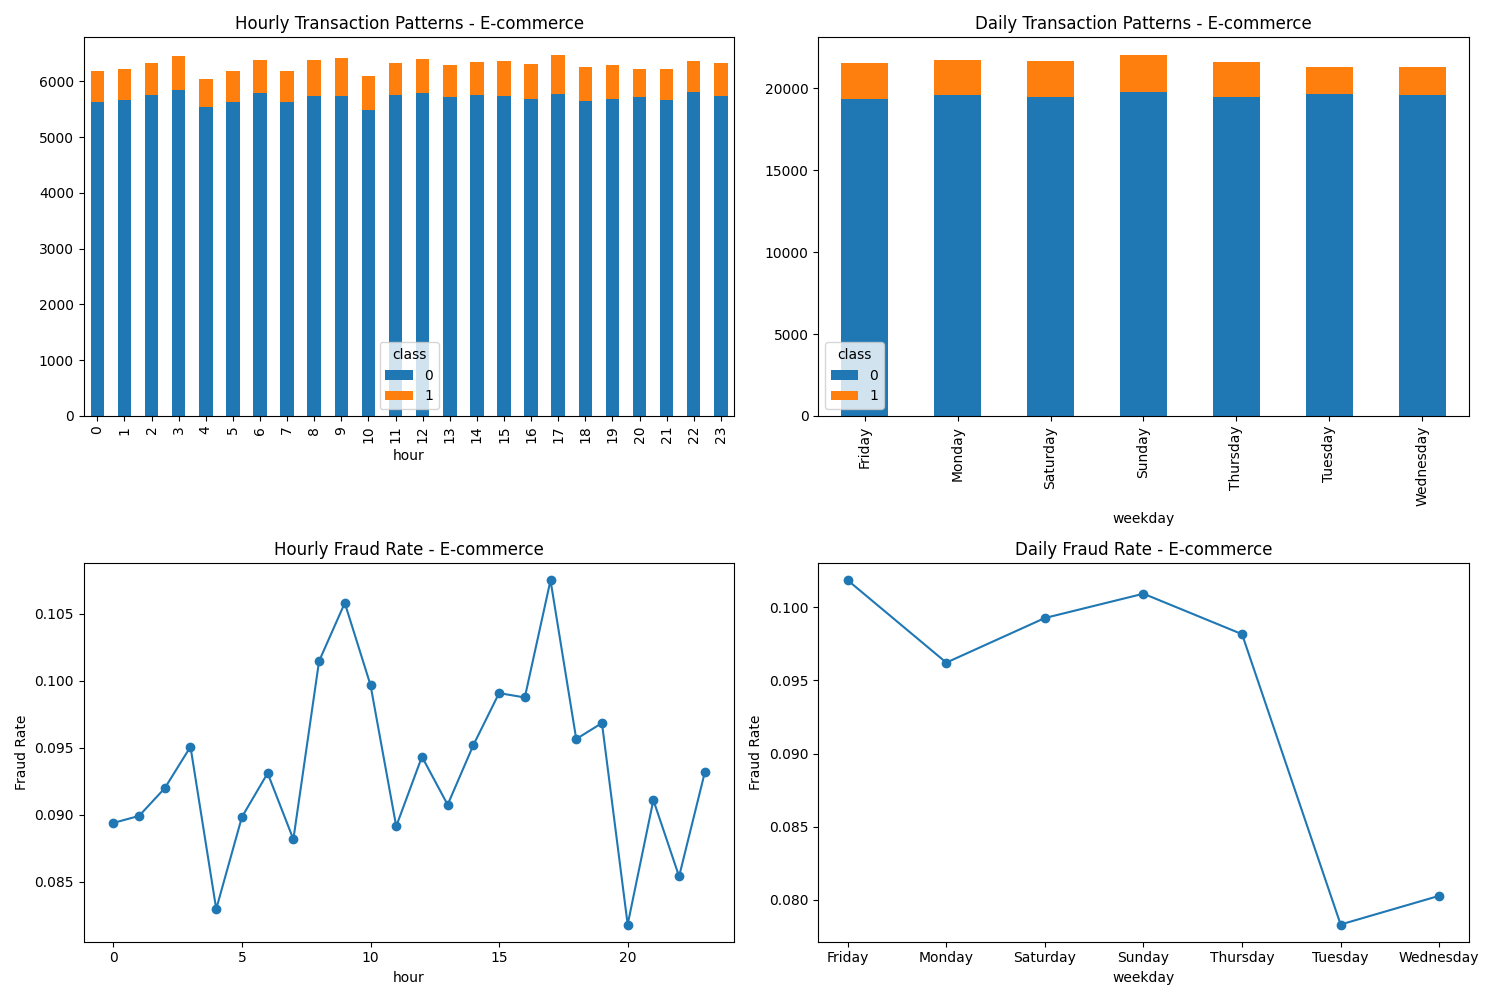 Hourly Transaction Patterns - E-commerce
6000
5000
4000
3000
2000
1000
0
class
0
1
0 1 2 3 4 5 6 7 8 9 10 11 12 13 14 15 16 17 18 19 20 21 22 23
hour
Daily Transaction Patterns - E-commerce
20000
15000
10000
5000
0
class
0
1
Friday Monday Saturday Sunday Thursday Tuesday Wednesday
weekday
Hourly Fraud Rate - E-commerce
Fraud Rate
0.105
0.100
0.095
0.090
0.085
0 5 10 15 20
hour
Daily Fraud Rate - E-commerce
Fraud Rate
0.100
0.095
0.090
0.085
0.080
Friday Monday Saturday Sunday Thursday Tuesday Wednesday
weekday